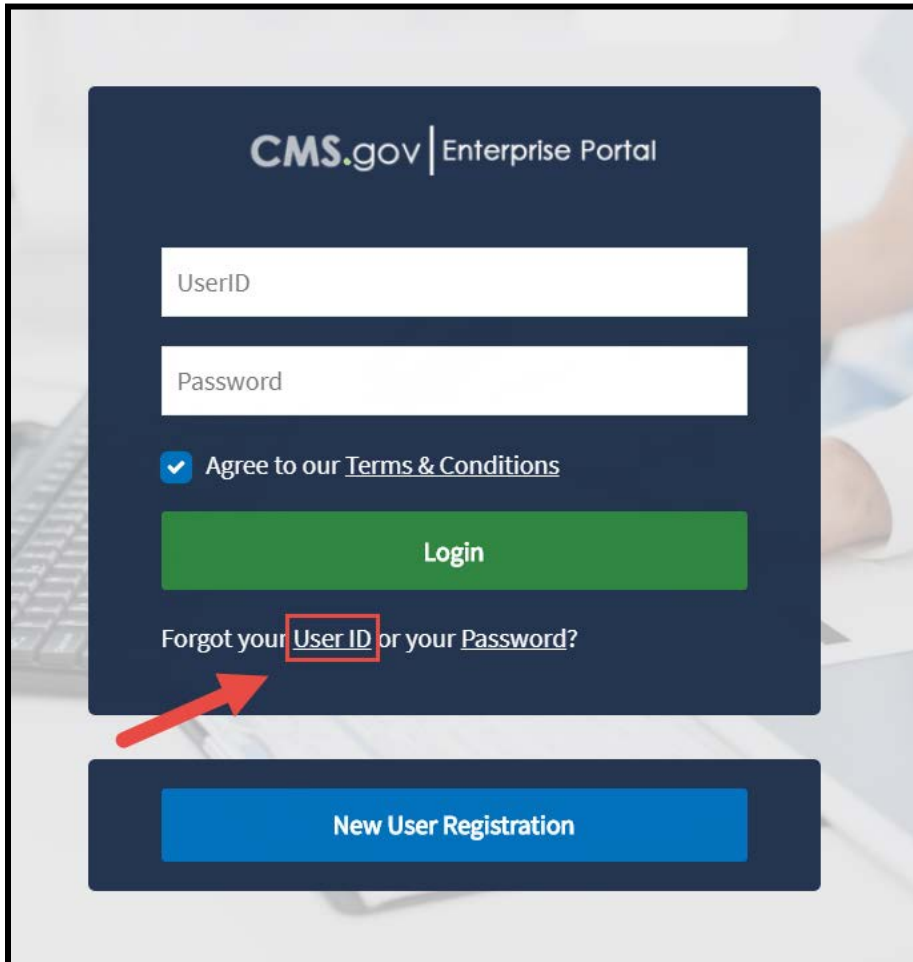 CMS.gov Enterprise Portal
UserID
Password
Agree to our Terms & Conditions
Login
Forgot your User ID or your Password?
New User Registration